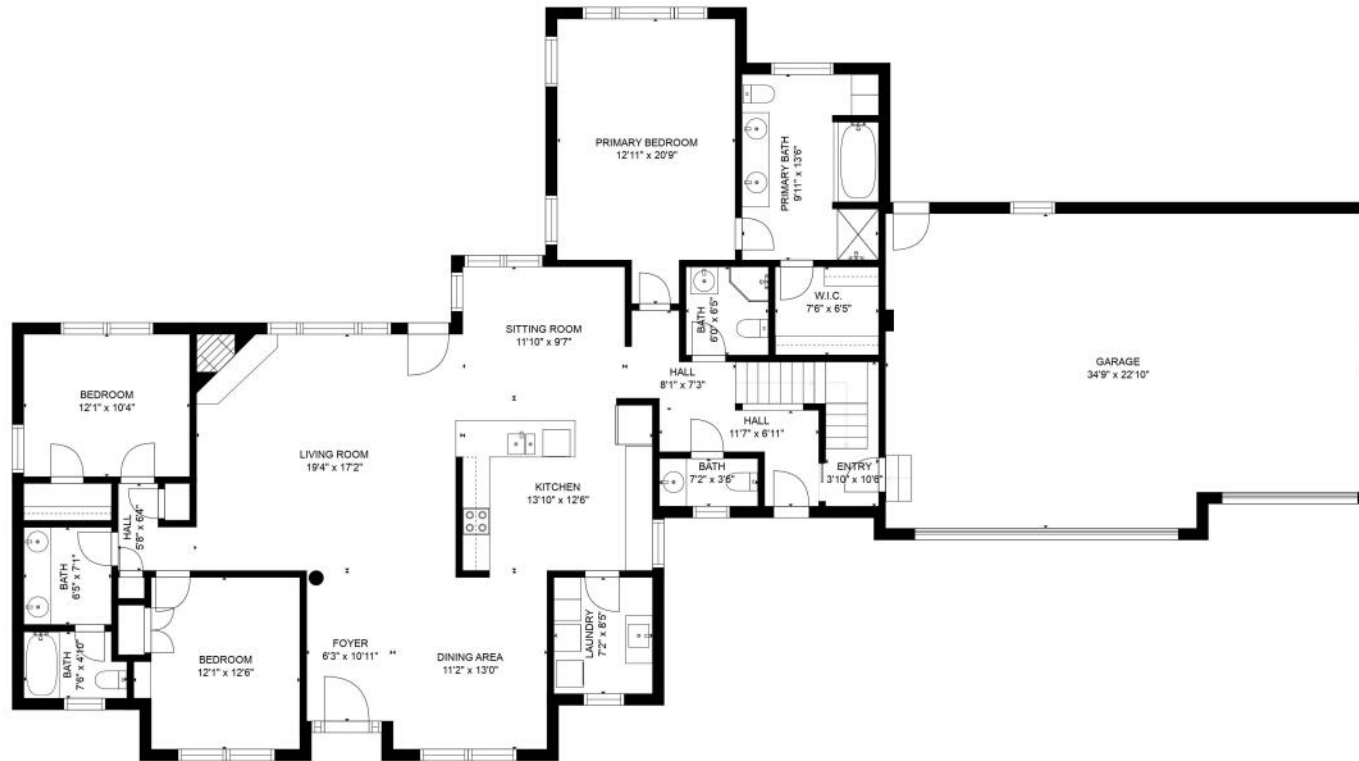 PRIMARY BEDROOM
12'11" x 20'9"
PRIMARY BATH
9'11" x 13'6"
W.I.C.
7'6" x 6'5"
BATH
6'0" x 6'5"
SITTING ROOM
11'10" x 9'7"
GARAGE
34'9" x 22'10"
HALL
8'1" x 7'3"
BEDROOM
12'1" x 10'4"
HALL
11'7" x 6'11"
LIVING ROOM
19'4" x 17'2"
BATH
7'2" x 3'6"
ENTRY
3'10" x 10'6"
KITCHEN
13'10" x 12'6"
HALL
5'8" x 6'4"
BATH
6'5" x 7'1"
FOYER
6'3" x 10'11"
LAUNDRY
7'2" x 8'5"
DINING AREA
11'2" x 13'0"
BEDROOM
12'1" x 12'6"
BATH
7'6" x 4'10"